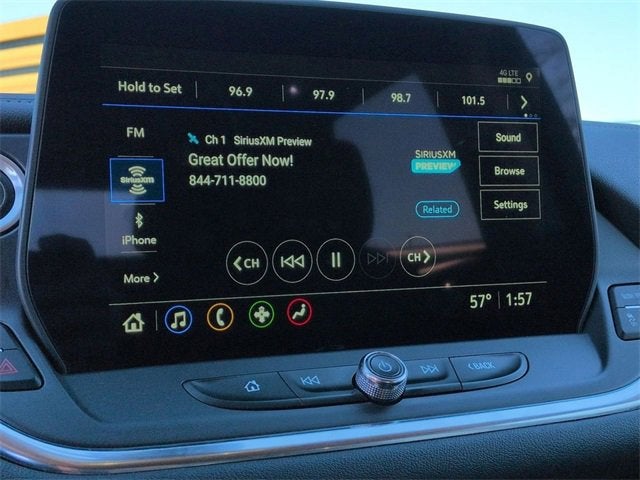 4G LTE
Hold to Set 96.9 97.9 98.7 101.5
FM
Ch 1 SiriusXM Preview
Great Offer Now!
844-711-8800
SIRIUSXM
PREVIEW
Sound
Browse
Settings
SiriusXM
Related
iPhone
More
CH
CH
57° 1:57
BACK